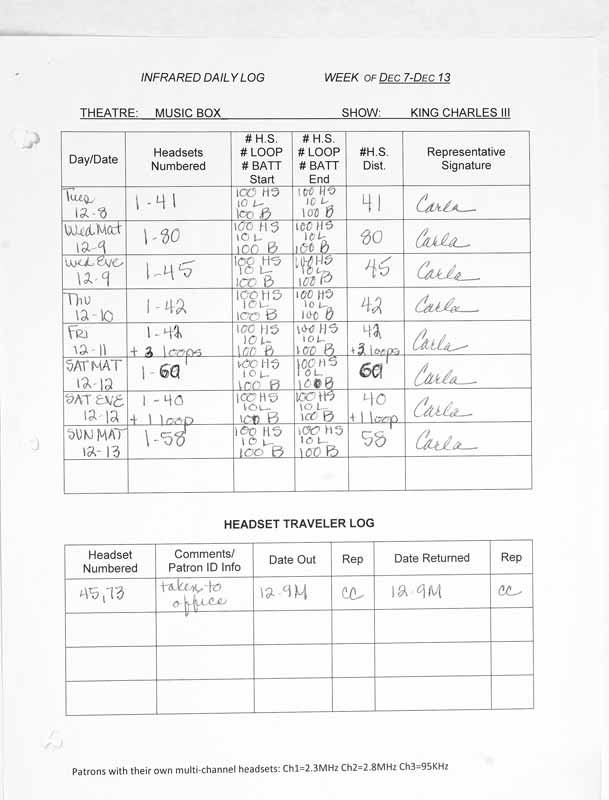 INFRARED DAILY LOG WEEK OF DEC 7-DEC 13
THEATRE: MUSIC BOX SHOW: KING CHARLES III
Day/Date Headsets Numbered # H.S. # LOOP # BATT Start # H.S. # LOOP # BATT End #H.S. Dist. Representative Signature
Tues 12-8 1-41 100 HS 10 L 100 B 100 HS 10 L 100 B 41 Carla
Wed Mat 12-9 1-80 100 HS 10 L 100 B 100 HS 10 L 100 B 80 Carla
Wed Eve 12-9 1-45 100 HS 10 L 100 B 100 HS 10 L 100 B 45 Carla
Thu 12-10 1-42 100 HS 10 L 100 B 100 HS 10 L 100 B 42 Carla
FRI 12-11 1-42 + 3 loops 100 HS 10 L 100 B 100 HS 10 L 100 B 42 +3 loops Carla
SAT MAT 12-12 1-60 100 HS 10 L 100 B 100 HS 10 L 100 B 60 Carla
SAT EVE 12-12 1-40 + 1 loop 100 HS 10 L 100 B 100 HS 10 L 100 B 40 +1 loop Carla
SUN MAT 12-13 1-58 100 HS 10 L 100 B 100 HS 10 L 100 B 58 Carla
HEADSET TRAVELER LOG
Headset Numbered Comments/ Patron ID Info Date Out Rep Date Returned Rep
45,73 taken to office 12-9M CC 12-9M CC
Patrons with their own multi-channel headsets: Ch1=2.3MHz Ch2=2.8MHz Ch3=95KHz